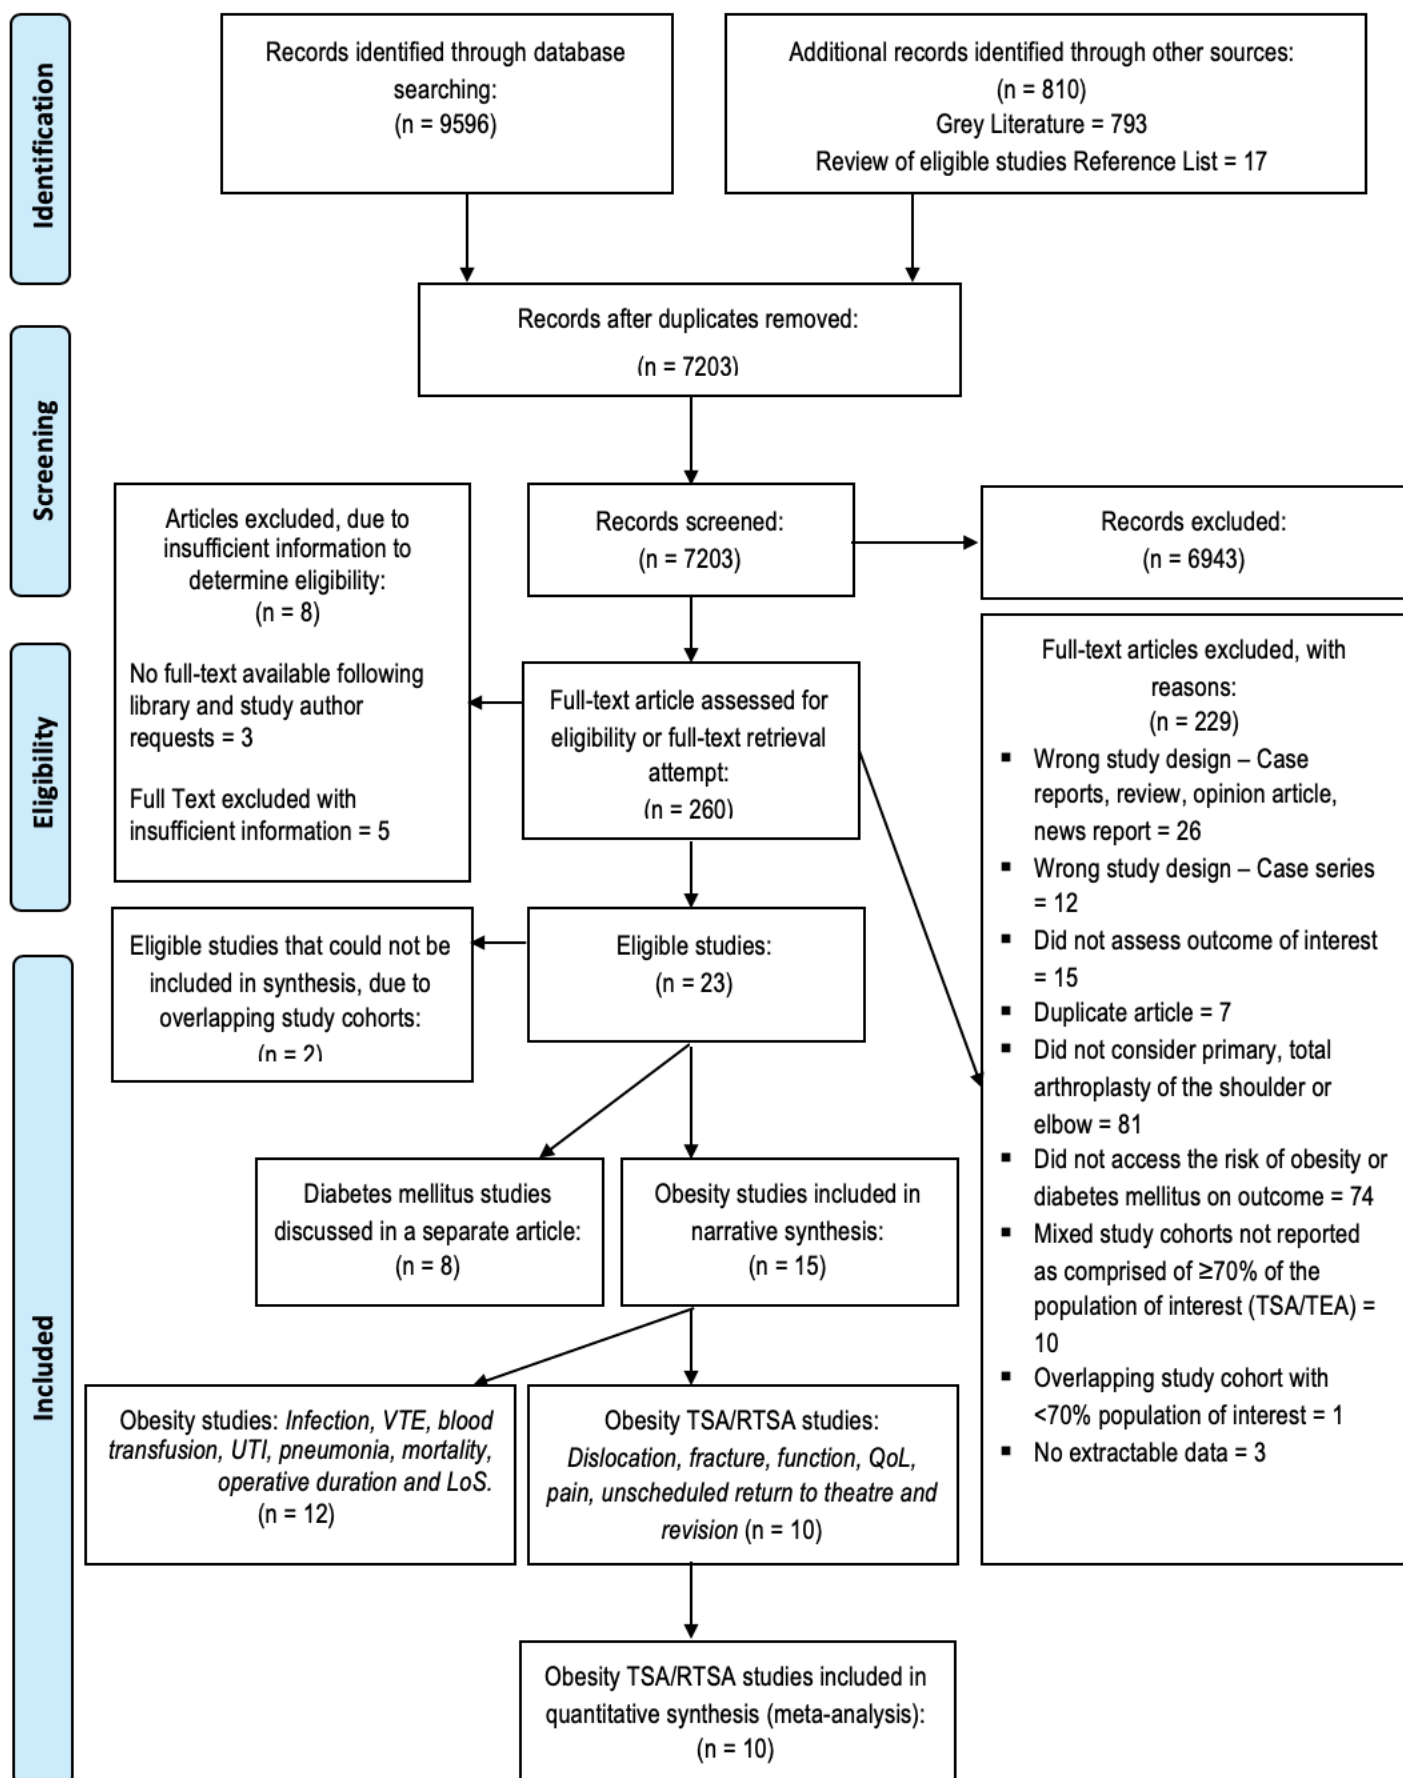 Identification
Records identified through database
searching:
(n = 9596)
Additional records identified through other sources:
(n = 810)
Grey Literature = 793
Review of eligible studies Reference List = 17
Records after duplicates removed:
(n = 7203)
Screening
Articles excluded, due to
insufficient information to
determine eligibility:
(n = 8)
No full-text available following
library and study author
requests = 3
Full Text excluded with
insufficient information = 5
Records screened:
(n = 7203)
Records excluded:
(n = 6943)
Eligibility
Full-text article assessed for
eligibility or full-text retrieval
attempt:
(n = 260)
Full-text articles excluded, with
reasons:
(n = 229)
▪ Wrong study design – Case
reports, review, opinion article,
news report = 26
▪ Wrong study design – Case series
= 12
▪ Did not assess outcome of interest
= 15
▪ Duplicate article = 7
▪ Did not consider primary, total
arthroplasty of the shoulder or
elbow = 81
▪ Did not access the risk of obesity or
diabetes mellitus on outcome = 74
▪ Mixed study cohorts not reported
as comprised of ≥70% of the
population of interest (TSA/TEA) =
10
▪ Overlapping study cohort with
<70% population of interest = 1
▪ No extractable data = 3
Eligible studies that could not be
included in synthesis, due to
overlapping study cohorts:
(n = 2)
Eligible studies:
(n = 23)
Included
Diabetes mellitus studies
discussed in a separate article:
(n = 8)
Obesity studies included in
narrative synthesis:
(n = 15)
Obesity studies: Infection, VTE, blood
transfusion, UTI, pneumonia, mortality,
operative duration and LoS.
(n = 12)
Obesity TSA/RTSA studies:
Dislocation, fracture, function, QoL,
pain, unscheduled return to theatre and
revision (n = 10)
Obesity TSA/RTSA studies included in
quantitative synthesis (meta-analysis):
(n = 10)